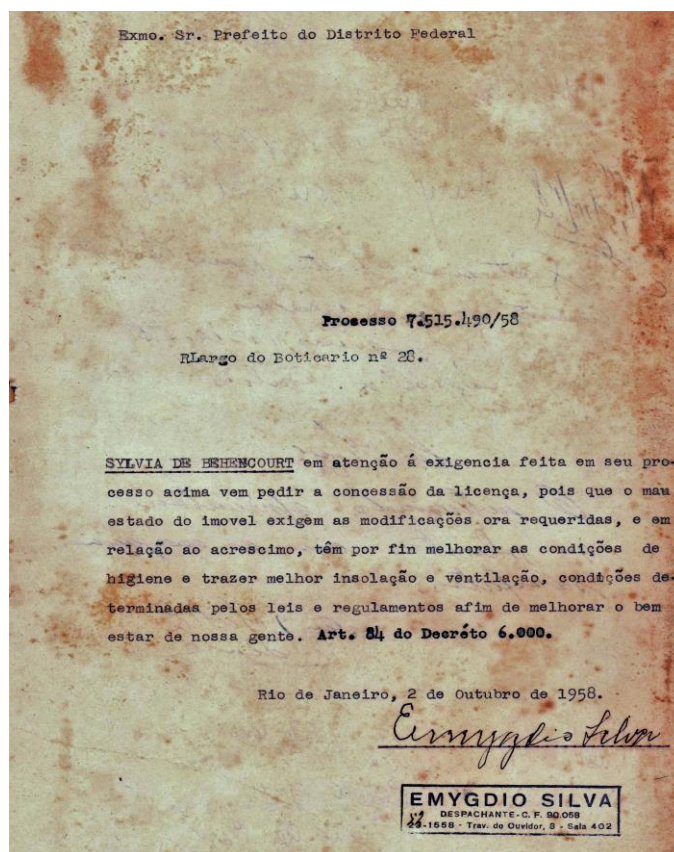 Exmo. Sr. Prefeito do Distrito Federal
Processo 7.515.490/58
RLargo do Boticario nº 28.
SYLVIA DE BEHENCOURT em atenção á exigencia feita em seu pro-
cesso acima vem pedir a concessão da licença, pois que o mau
estado do imovel exigem as modificações ora requeridas, e em
relação ao acrescimo, têm por fin melhorar as condições de
higiene e trazer melhor insolação e ventilação, condições de-
terminadas pelos leis e regulamentos afim de melhorar o bem
estar de nossa gente. Art. 84 do Decréto 6.000.
Rio de Janeiro, 2 de Outubro de 1958.
Emygdio Silva
EMYGDIO SILVA
DESPACHANTE - C. F. 90.058
-1558 - Trav. do Ouvidor, 8 - Sala 402